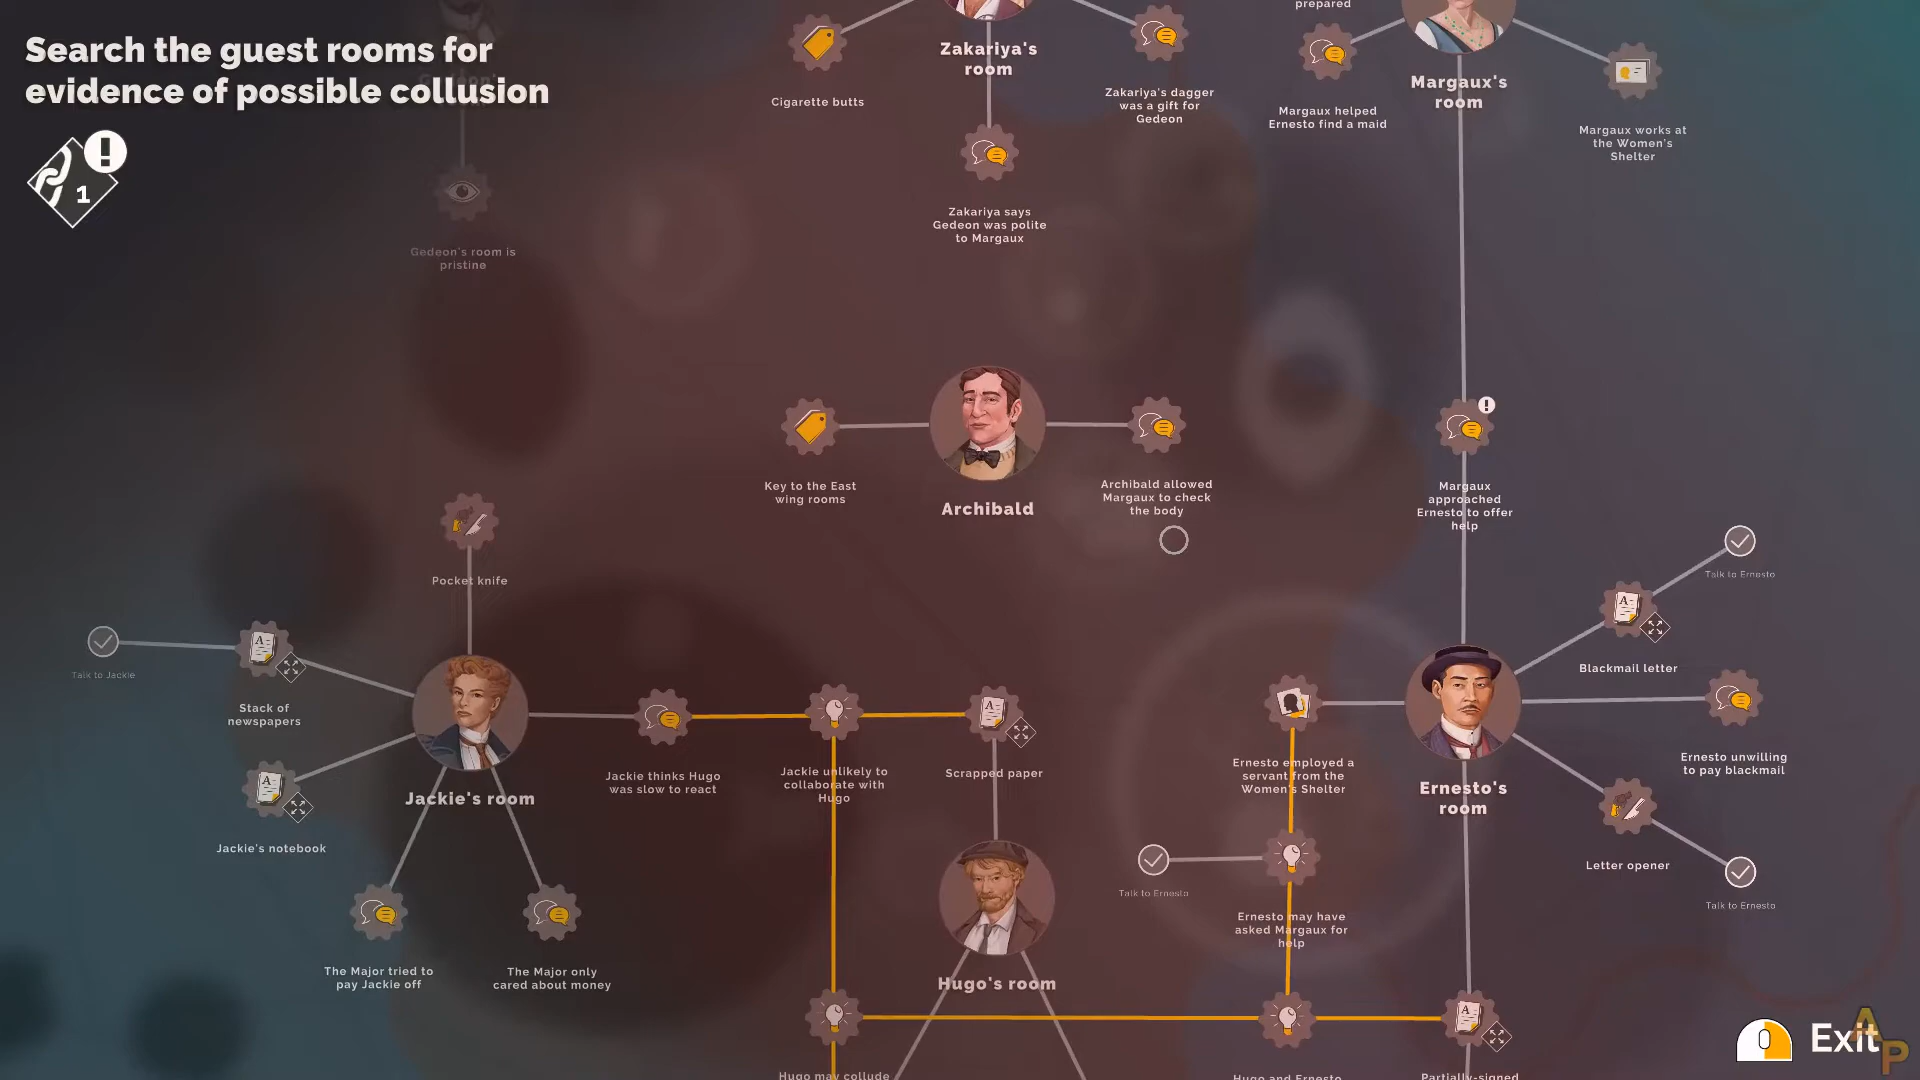 Search the guest rooms for
evidence of possible collusion
1
Gedeon's room is
pristine
Zakariya's
room
Cigarette butts
Zakariya's dagger
was a gift for
Gedeon
Zakariya says
Gedeon was polite
to Margaux
prepared
Margaux's
room
Margaux helped
Ernesto find a maid
Margaux works at
the Women's
Shelter
Key to the East
wing rooms
Archibald
Archibald allowed
Margaux to check
the body
Margaux
approached
Ernesto to offer
help
Pocket knife
Talk to Jackie
Stack of
newspapers
Jackie's room
Jackie's notebook
Jackie thinks Hugo
was slow to react
Jackie unlikely to
collaborate with
Hugo
Scrapped paper
The Major tried to
pay Jackie off
The Major only
cared about money
Hugo's room
Ernesto employed a
servant from the
Women's Shelter
Talk to Ernesto
Ernesto may have
asked Margaux for
help
Ernesto's
room
Talk to Ernesto
Blackmail letter
Ernesto unwilling
to pay blackmail
Letter opener
Talk to Ernesto
Hugo may collude
Hugo and Ernesto
Partially-signed
Exit
AP